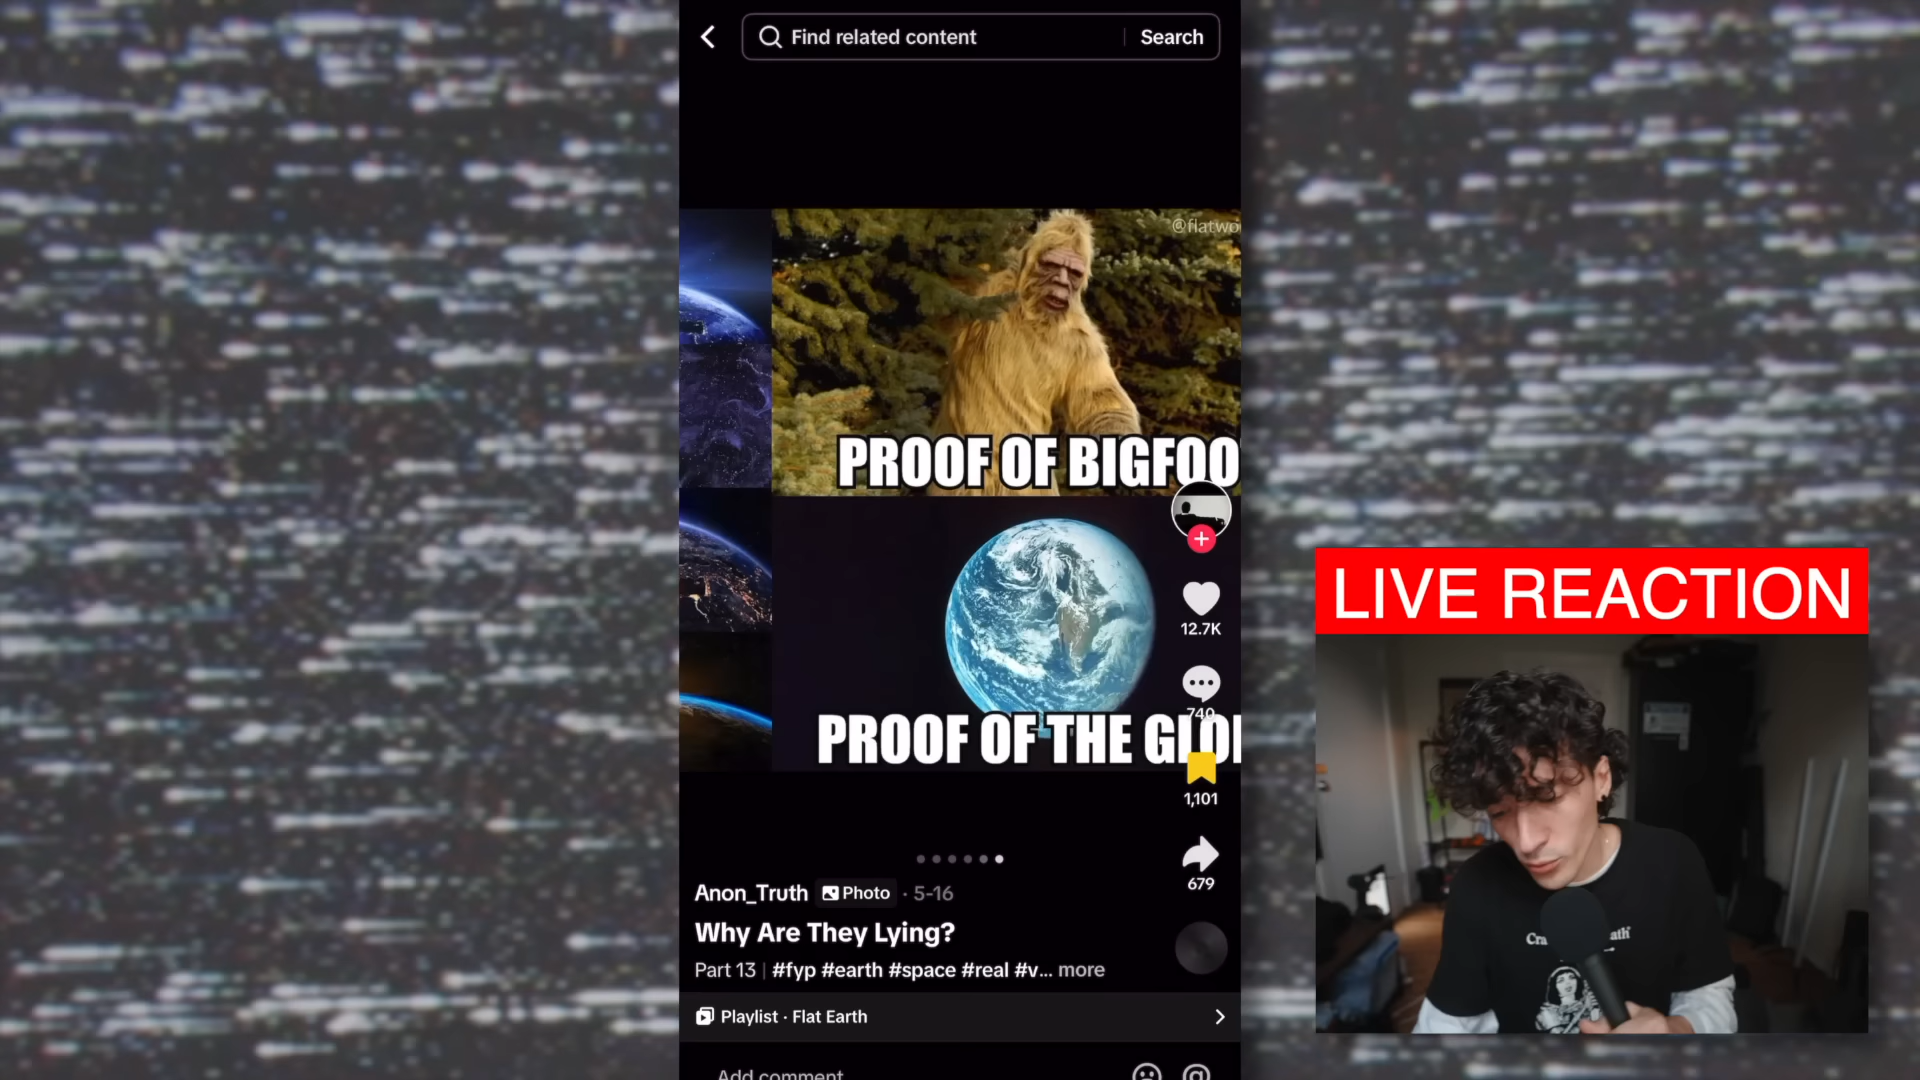 Find related content
Search
@flatwo
PROOF OF BIGFOO
PROOF OF THE GLO
12.7K
740
1,101
679
Anon_Truth Photo · 5-16
Why Are They Lying?
Part 13 | #fyp #earth #space #real #v... more
Playlist · Flat Earth
Add comment
LIVE REACTION